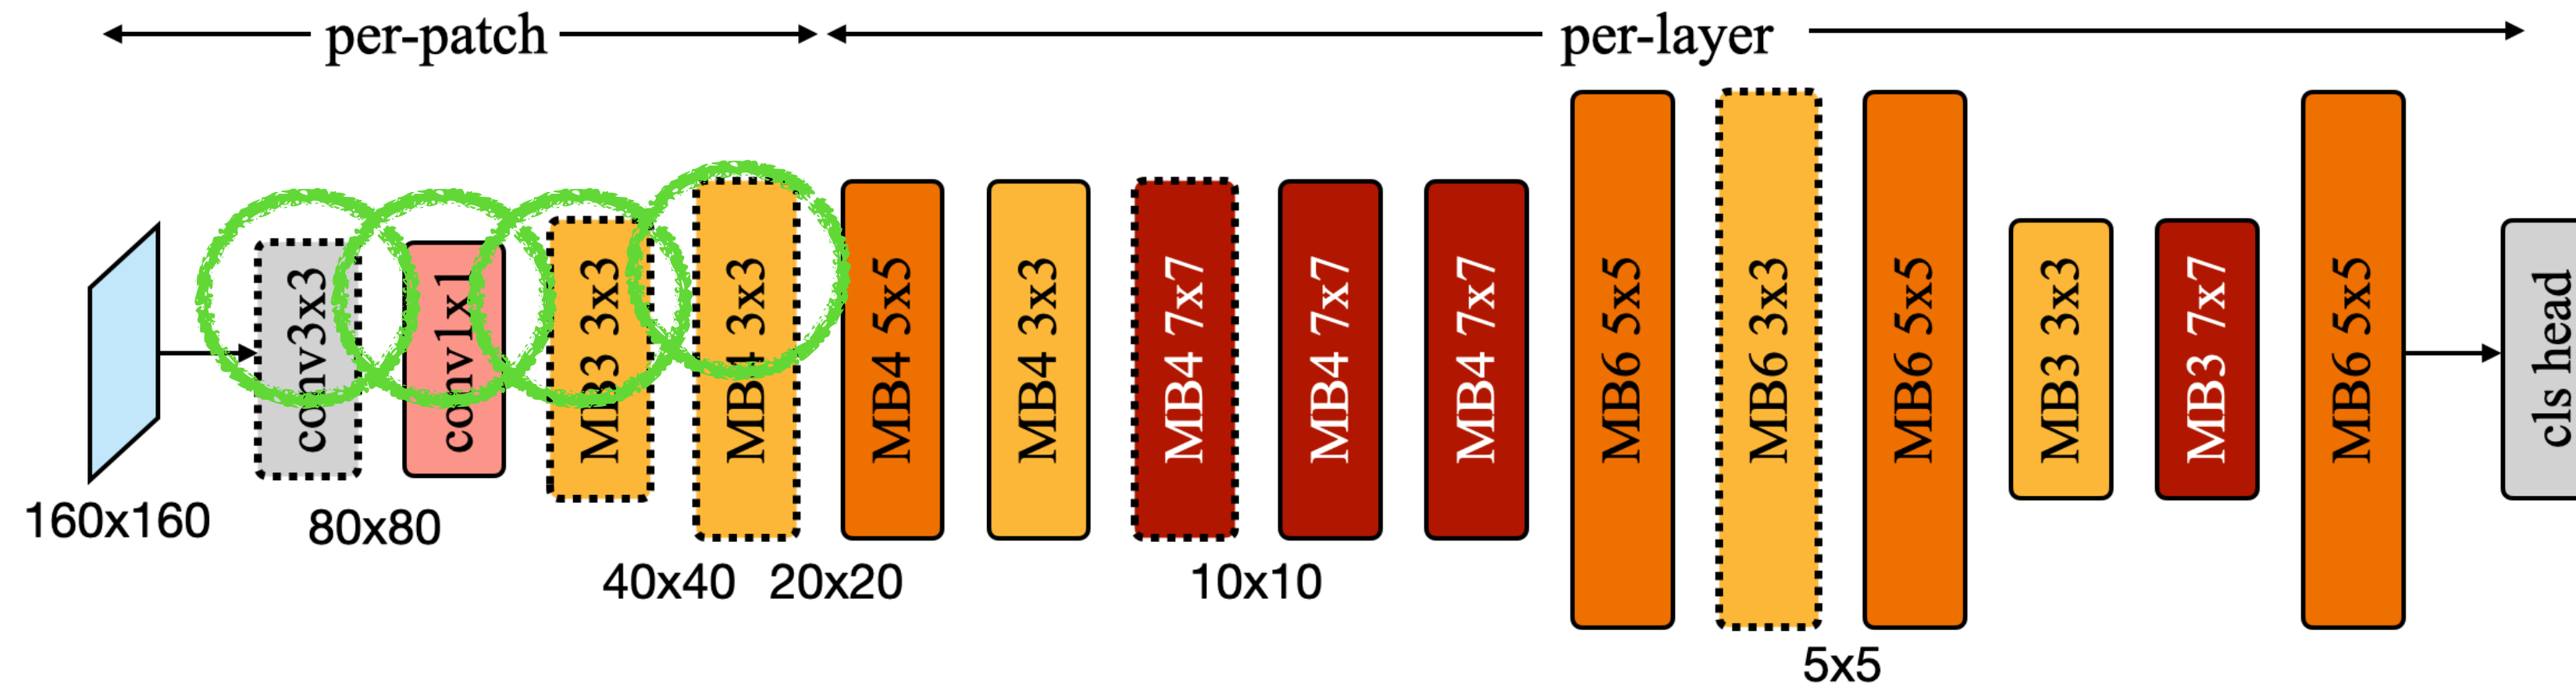 per-patch
per-layer
conv3x3
conv1x1
MB3 3x3
MB4 3x3
MB4 5x5
MB4 3x3
MB4 7x7
MB4 7x7
MB4 7x7
MB6 5x5
MB6 3x3
MB6 5x5
MB3 3x3
MB3 7x7
MB6 5x5
cls head
160x160
80x80
40x40
20x20
10x10
5x5